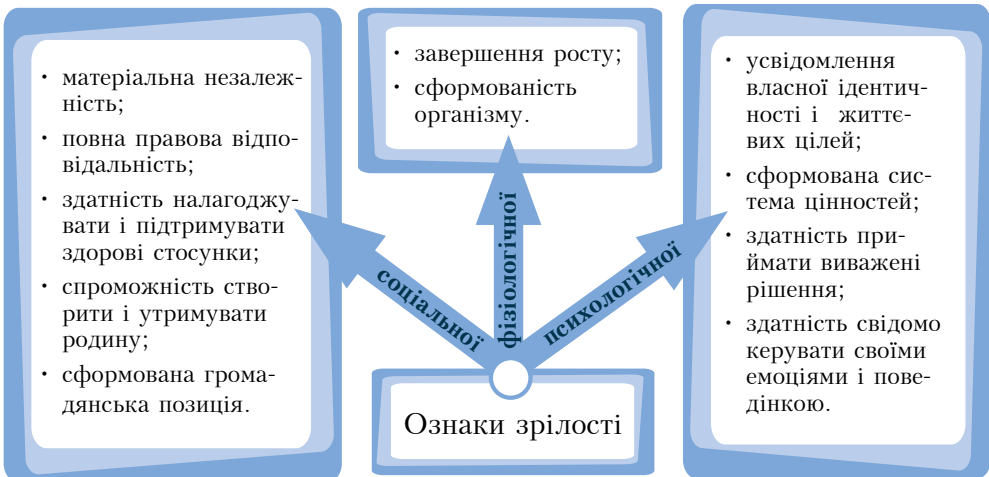 · матеріальна незалеж-
ність;
· повна правова відпо-
відальність;
· здатність налагоджу-
вати і підтримувати
здорові стосунки;
· спроможність ство-
рити і утримувати
родину;
· сформована грома-
дянська позиція.
· завершення росту;
· сформованість
організму.
· усвідомлення
власної ідентич-
ності і життє-
вих цілей;
· сформована сис-
тема цінностей;
· здатність при-
ймати виважені
рішення;
· здатність свідомо
керувати своїми
емоціями і пове-
дінкою.
соціальної
фізіологічної
психологічної
Ознаки зрілості